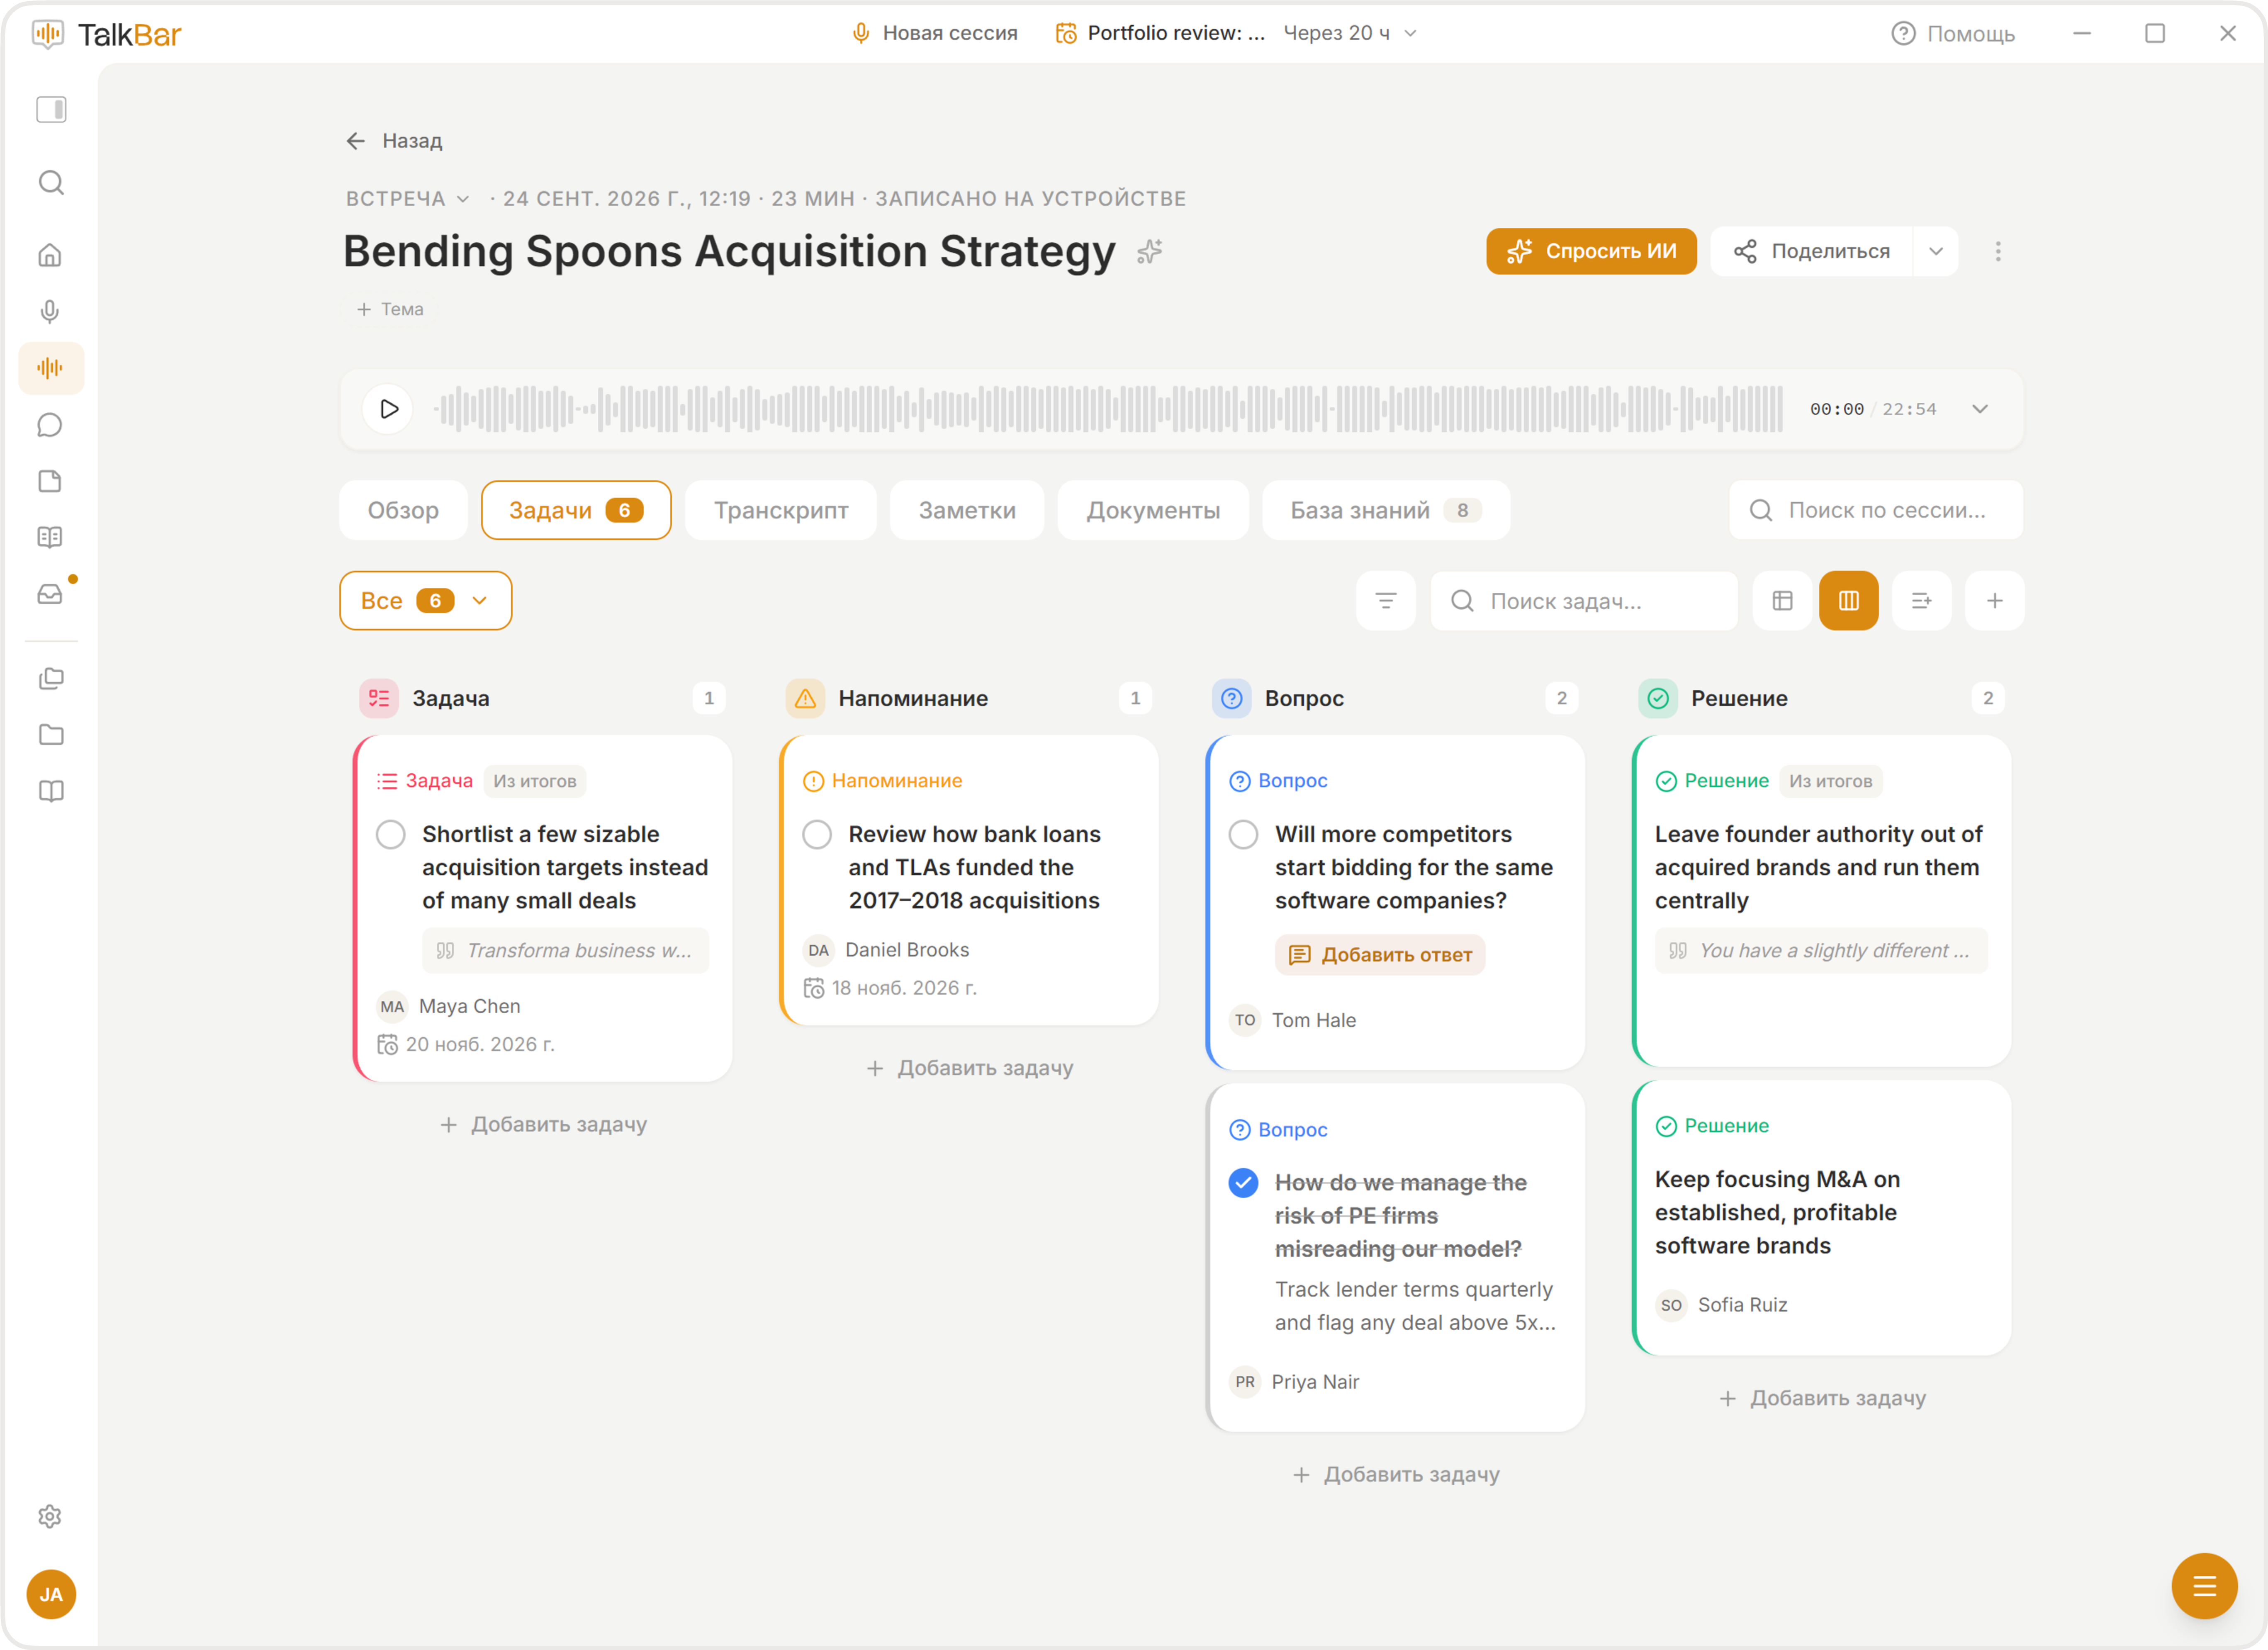 TalkBar
Новая сессия
Portfolio review: ... Через 20 ч
Помощь
Назад
ВСТРЕЧА · 24 СЕНТ. 2026 Г., 12:19 · 23 МИН · ЗАПИСАНО НА УСТРОЙСТВЕ
Bending Spoons Acquisition Strategy
Спросить ИИ
Поделиться
+ Тема
00:00 / 22:54
Обзор
Задачи 6
Транскрипт
Заметки
Документы
База знаний 8
Поиск по сессии...
Все 6
Поиск задач...
Задача 1
Задача Из итогов
Shortlist a few sizable
acquisition targets instead
of many small deals
Transforma business w...
MA Maya Chen
20 нояб. 2026 г.
+ Добавить задачу
Напоминание 1
Напоминание
Review how bank loans
and TLAs funded the
2017–2018 acquisitions
DA Daniel Brooks
18 нояб. 2026 г.
+ Добавить задачу
Вопрос 2
Вопрос
Will more competitors
start bidding for the same
software companies?
Добавить ответ
TO Tom Hale
Вопрос
How do we manage the
risk of PE firms
misreading our model?
Track lender terms quarterly
and flag any deal above 5x...
PR Priya Nair
+ Добавить задачу
Решение 2
Решение Из итогов
Leave founder authority out of
acquired brands and run them
centrally
You have a slightly different ...
Решение
Keep focusing M&A on
established, profitable
software brands
SO Sofia Ruiz
+ Добавить задачу
JA